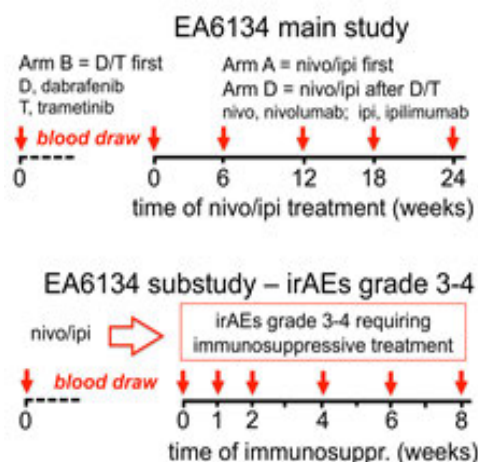 EA6134 main study
Arm B = D/T first
D, dabrafenib
T, trametinib
Arm A = nivo/ipi first
Arm D = nivo/ipi after D/T
nivo, nivolumab; ipi, ipilimumab
blood draw
0 0 6 12 18 24
time of nivo/ipi treatment (weeks)
EA6134 substudy – irAEs grade 3-4
nivo/ipi
irAEs grade 3-4 requiring
immunosuppressive treatment
blood draw
0 0 1 2 4 6 8
time of immunosuppr. (weeks)